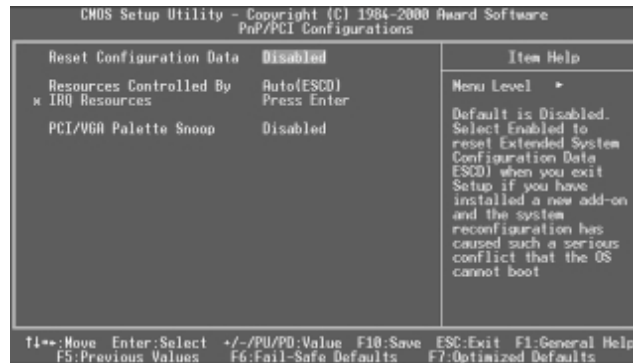 CMOS Setup Utility - Copyright (C) 1984-2000 Award Software
PnP/PCI Configurations
Reset Configuration Data Disabled
Resources Controlled By Auto(ESCD)
x IRQ Resources Press Enter
PCI/VGA Palette Snoop Disabled
Item Help
Menu Level ►
Default is Disabled.
Select Enabled to
reset Extended System
Configuration Data
ESCD) when you exit
Setup if you have
installed a new add-on
and the system
reconfiguration has
caused such a serious
conflict that the OS
cannot boot
↑↓→←:Move Enter:Select +/-/PU/PD:Value F10:Save ESC:Exit F1:General Help
F5:Previous Values F6:Fail-Safe Defaults F7:Optimized Defaults